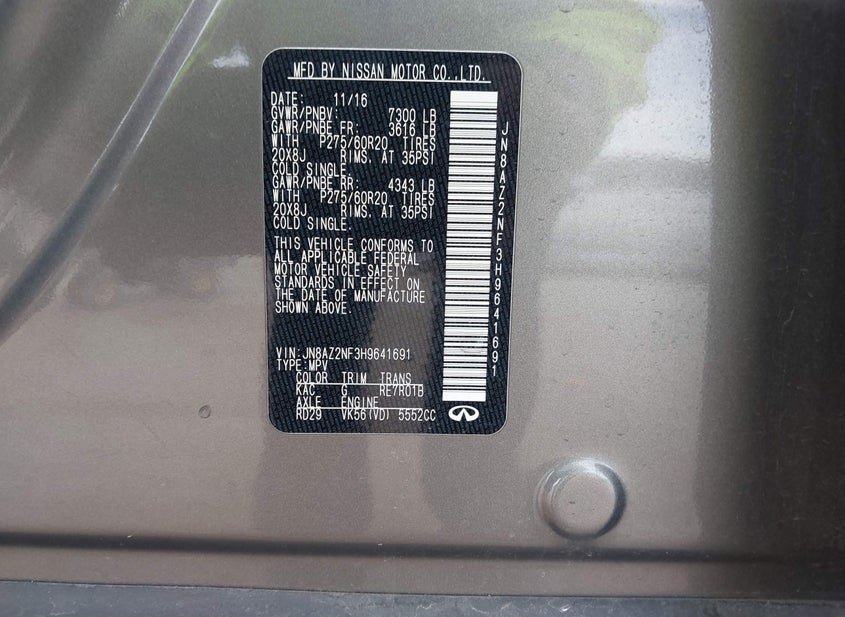 MFD BY NISSAN MOTOR CO.,LTD.
DATE: 11/16
GVWR/PNBV: 7300 LB
GAWR/PNBE FR: 3616 LB
WITH P275/60R20 TIRES
20X8J RIMS. AT 35PSI
COLD SINGLE.
GAWR/PNBE RR: 4343 LB
WITH P275/60R20 TIRES
20X8J RIMS. AT 35PSI
COLD SINGLE.
THIS VEHICLE CONFORMS TO
ALL APPLICABLE FEDERAL
MOTOR VEHICLE SAFETY
STANDARDS IN EFFECT ON
THE DATE OF MANUFACTURE
SHOWN ABOVE.
VIN:JN8AZ2NF3H9641691
TYPE:MPV
COLOR TRIM TRANS
KAC G RE7R01B
AXLE ENGINE
RD29 VK56(VD) 5552CC
JN8AZ2NF3H9641691